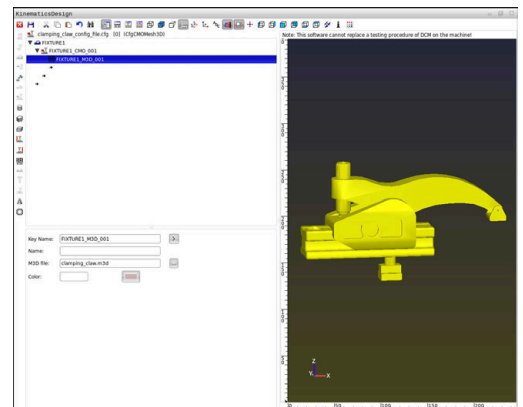 KinematicsDesign
clamping_claw_config_file.cfg [0] (CfgCMOMesh3D)
Note: This software cannot replace a testing procedure of DCM on the machine!
FIXTURE1
FIXTURE1_CMO_001
FIXTURE1_M3D_001
Key Name: FIXTURE1_M3D_001
Name:
M3D file: clamping_claw.m3d
Color:
Z
Y X